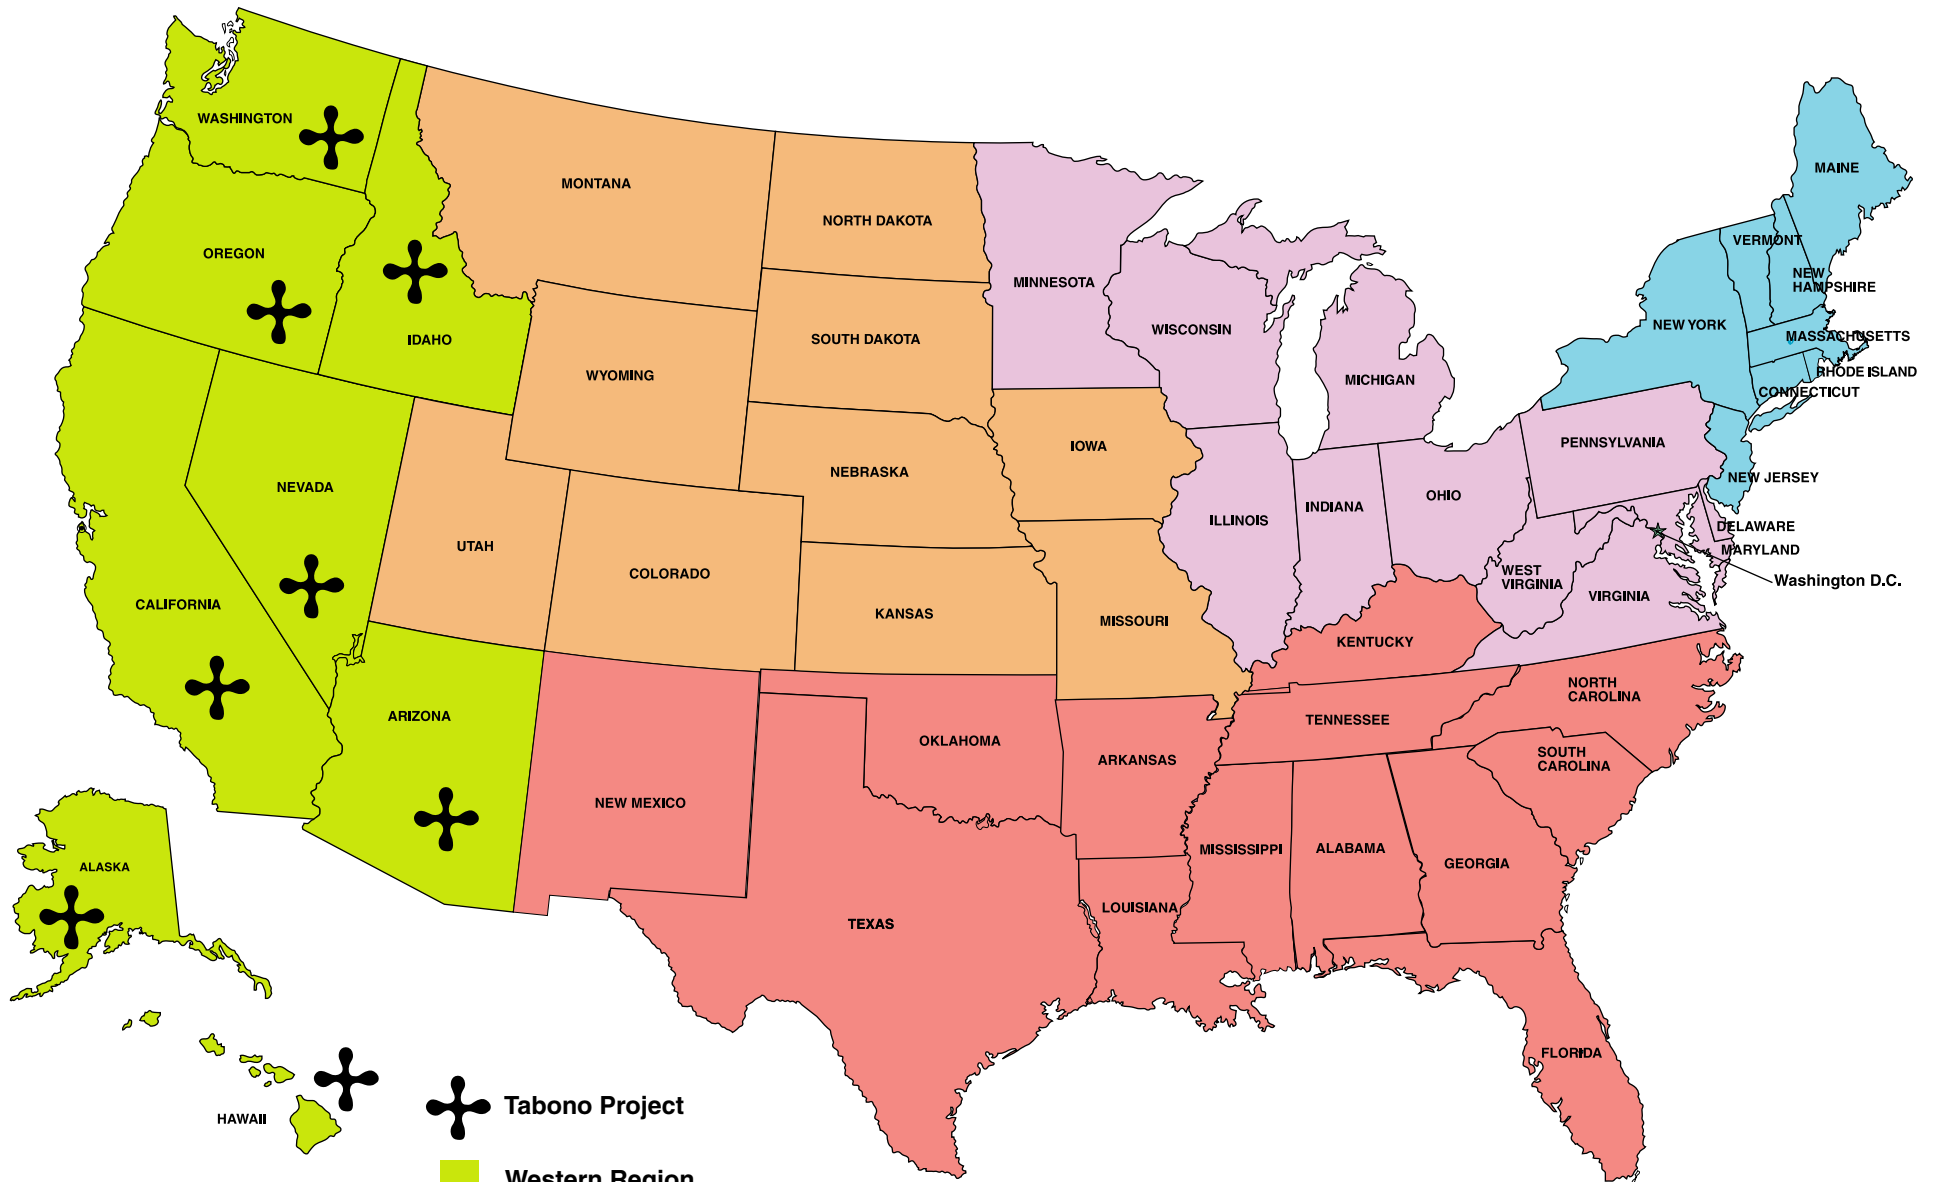 WASHINGTON
MONTANA
NORTH DAKOTA
MAINE
OREGON
VERMONT
MINNESOTA
NEW
HAMPSHIRE
IDAHO
SOUTH DAKOTA
WISCONSIN
NEW YORK
MASSACHUSETTS
WYOMING
MICHIGAN
RHODE ISLAND
CONNECTICUT
IOWA
PENNSYLVANIA
NEVADA
NEBRASKA
NEW JERSEY
OHIO
INDIANA
ILLINOIS
DELAWARE
UTAH
MARYLAND
COLORADO
WEST
VIRGINIA
Washington D.C.
CALIFORNIA
KANSAS
MISSOURI
VIRGINIA
KENTUCKY
ARIZONA
NORTH
CAROLINA
TENNESSEE
OKLAHOMA
ARKANSAS
SOUTH
CAROLINA
NEW MEXICO
MISSISSIPPI
ALABAMA
GEORGIA
ALASKA
LOUISIANA
TEXAS
FLORIDA
HAWAII
Tabono Project
Western Region